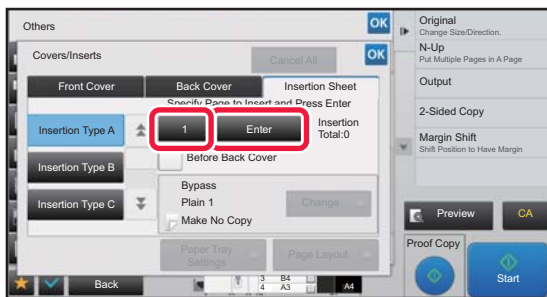 Others
OK
Covers/Inserts
Cancel All
OK
Front Cover
Back Cover
Insertion Sheet
Specify Page to Insert and Press Enter
Insertion Type A
1
Enter
Insertion
Total:0
Before Back Cover
Insertion Type B
Bypass
Insertion Type C
Plain 1
Change
Make No Copy
Paper Tray
Settings
Page Layout
Back
3 B4
4 A3
A4
Original
Change Size/Direction.
N-Up
Put Multiple Pages in A Page
Output
2-Sided Copy
Margin Shift
Shift Position to Have Margin
Preview
CA
Proof Copy
Start